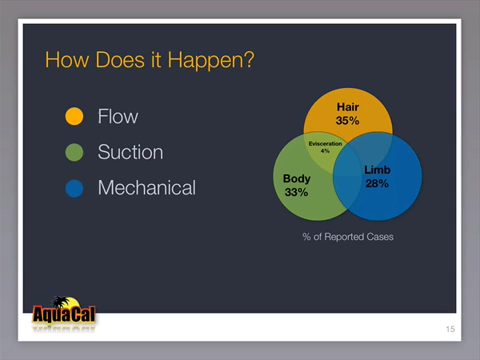 How Does it Happen?
Flow
Suction
Mechanical
Hair
35%
Evisceration
4%
Body
33%
Limb
28%
% of Reported Cases
AquaCal
15